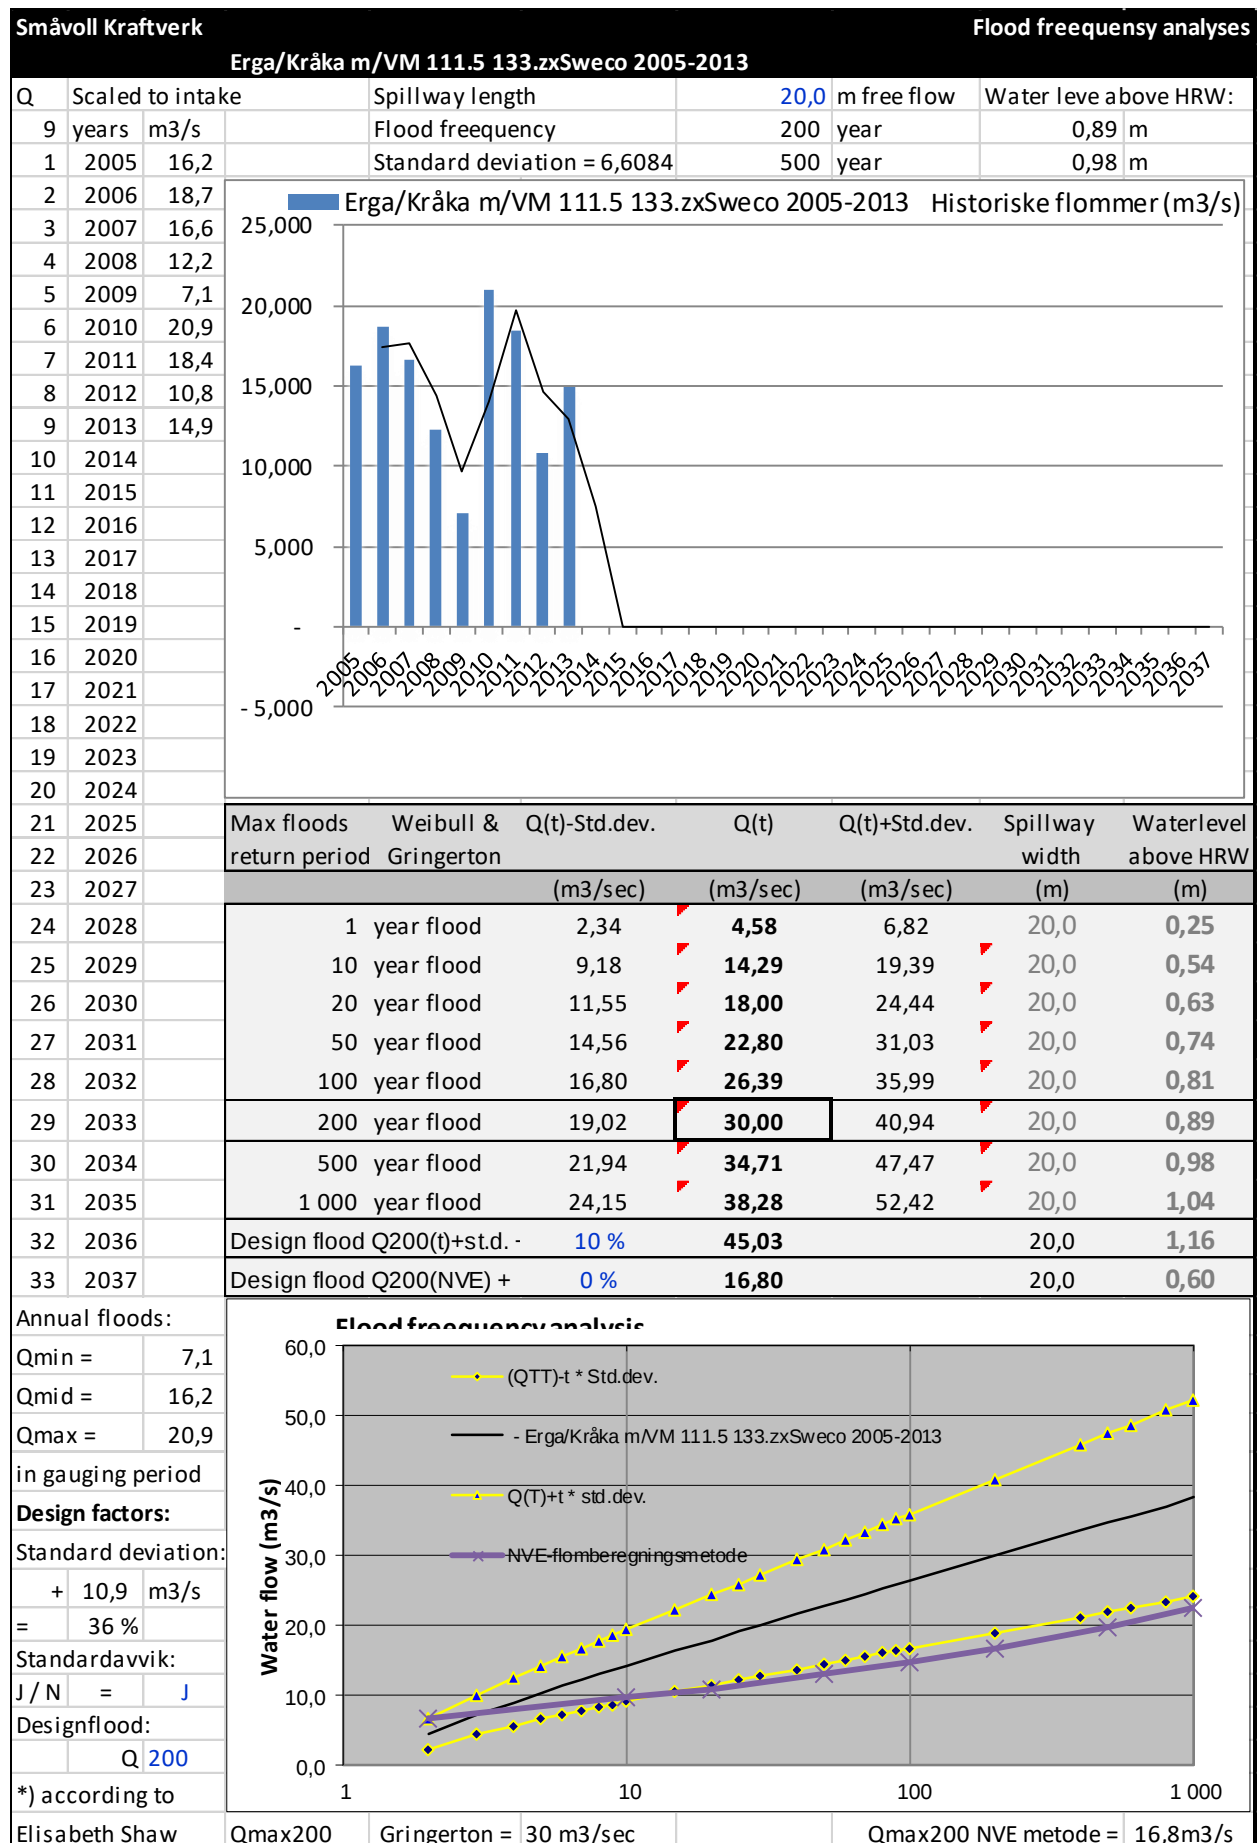 Småvoll Kraftverk Flood freequensy analyses
Erga/Kråka m/VM 111.5 133.zxSweco 2005-2013
Q Scaled to intake Spillway length 20,0 m free flow Water leve above HRW:
9 years m3/s Flood freequency 200 year 0,89 m
1 2005 16,2 Standard deviation = 6,6084 500 year 0,98 m
2 2006 18,7
3 2007 16,6
4 2008 12,2
5 2009 7,1
6 2010 20,9
7 2011 18,4
8 2012 10,8
9 2013 14,9
10 2014
11 2015
12 2016
13 2017
14 2018
15 2019
16 2020
17 2021
18 2022
19 2023
20 2024
Erga/Kråka m/VM 111.5 133.zxSweco 2005-2013 Historiske flommer (m3/s)
25,000
20,000
15,000
10,000
5,000
-
- 5,000
2005 2006 2007 2008 2009 2010 2011 2012 2013 2014 2015 2016 2017 2018 2019 2020 2021 2022 2023 2024 2025 2026 2027 2028 2029 2030 2031 2032 2033 2034 2035 2036 2037
21 2025 Max floods Weibull & Q(t)-Std.dev. Q(t) Q(t)+Std.dev. Spillway Waterlevel
22 2026 return period Gringerton width above HRW
23 2027 (m3/sec) (m3/sec) (m3/sec) (m) (m)
24 2028 1 year flood 2,34 4,58 6,82 20,0 0,25
25 2029 10 year flood 9,18 14,29 19,39 20,0 0,54
26 2030 20 year flood 11,55 18,00 24,44 20,0 0,63
27 2031 50 year flood 14,56 22,80 31,03 20,0 0,74
28 2032 100 year flood 16,80 26,39 35,99 20,0 0,81
29 2033 200 year flood 19,02 30,00 40,94 20,0 0,89
30 2034 500 year flood 21,94 34,71 47,47 20,0 0,98
31 2035 1 000 year flood 24,15 38,28 52,42 20,0 1,04
32 2036 Design flood Q200(t)+st.d. - 10 % 45,03 20,0 1,16
33 2037 Design flood Q200(NVE) + 0 % 16,80 20,0 0,60
Annual floods:
Qmin = 7,1
Qmid = 16,2
Qmax = 20,9
in gauging period
Design factors:
Standard deviation:
+ 10,9 m3/s
= 36 %
Standardavvik:
J / N = J
Designflood:
Q 200
*) according to
Flood freequency analysis
60,0
50,0
40,0
30,0
20,0
10,0
0,0
Water flow (m3/s)
(QTT)-t * Std.dev.
- Erga/Kråka m/VM 111.5 133.zxSweco 2005-2013
Q(T)+t * std.dev.
NVE-flomberegningsmetode
1 10 100 1 000
Elisabeth Shaw Qmax200 Gringerton = 30 m3/sec Qmax200 NVE metode = 16,8m3/s